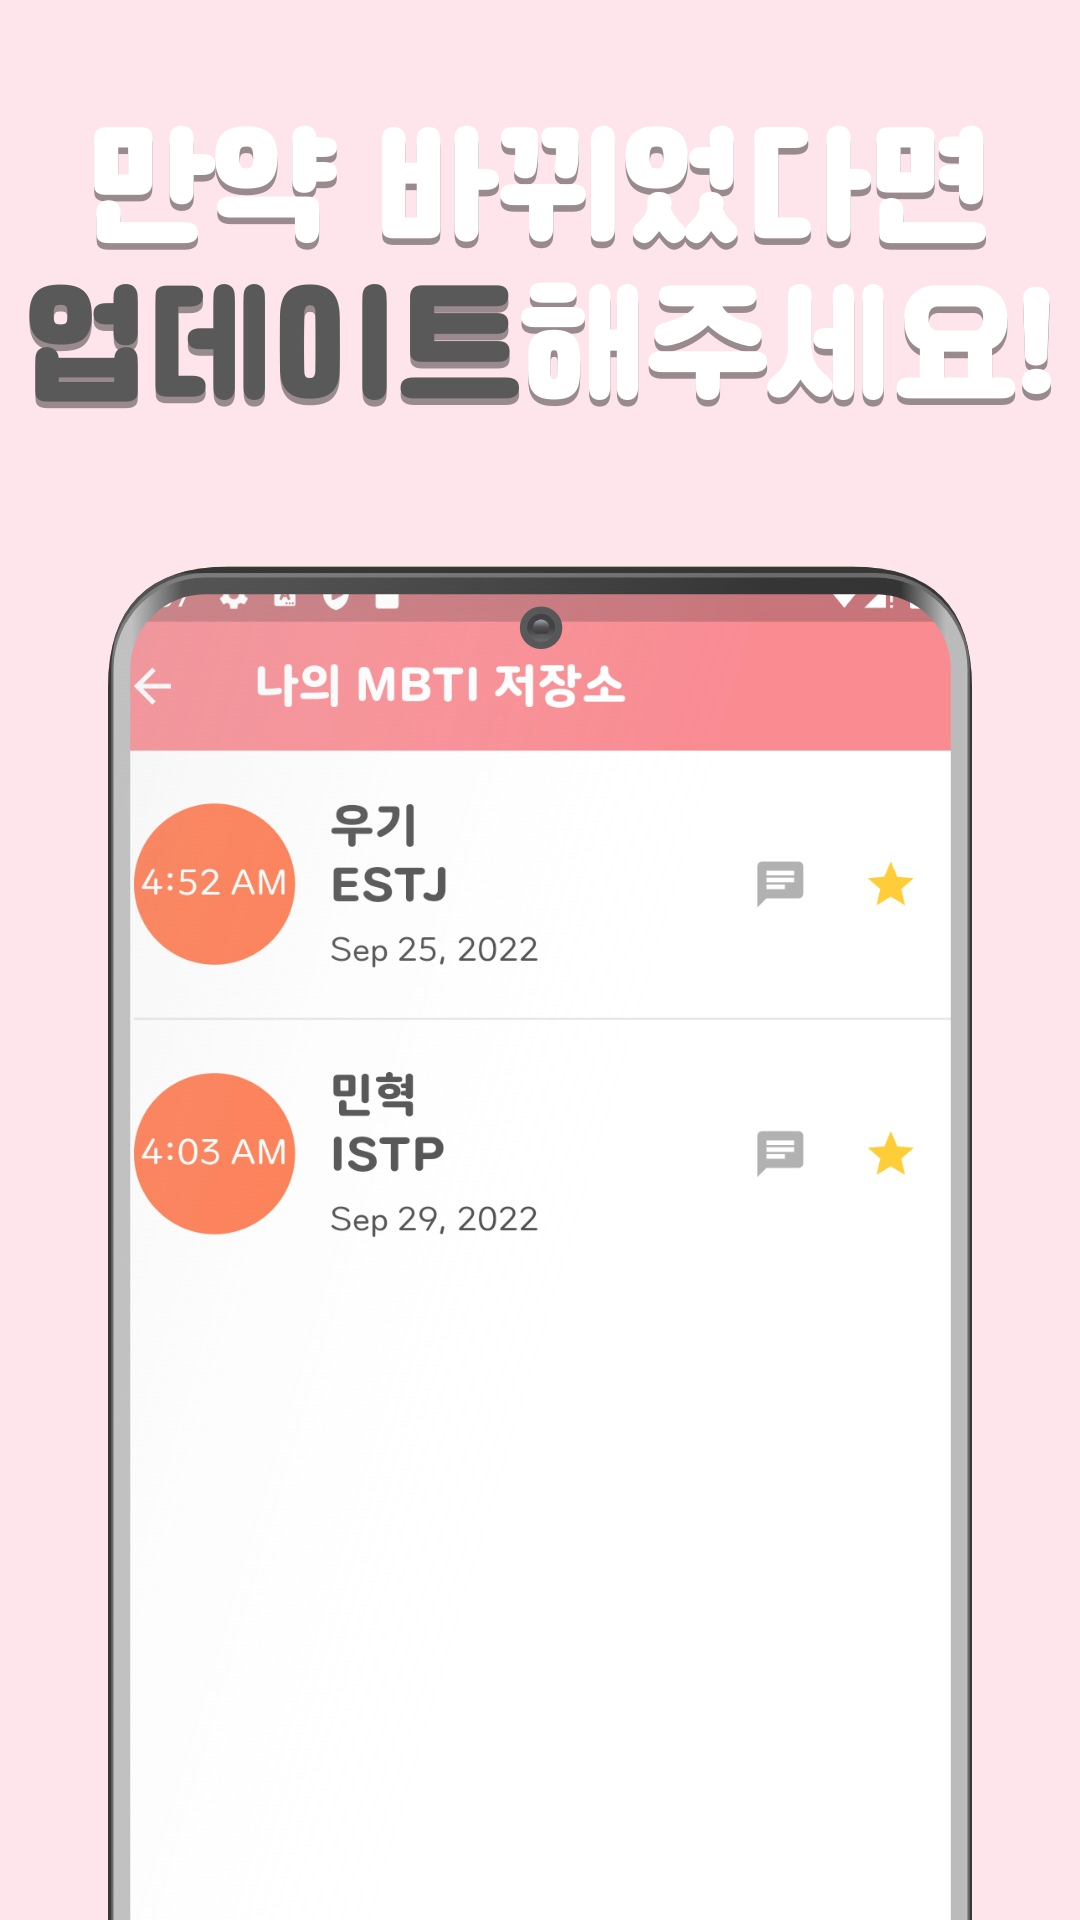 만약 바뀌었다면
업데이트해주세요!
나의 MBTI 저장소
4:52 AM
우기
ESTJ
Sep 25, 2022
4:03 AM
민혁
ISTP
Sep 29, 2022